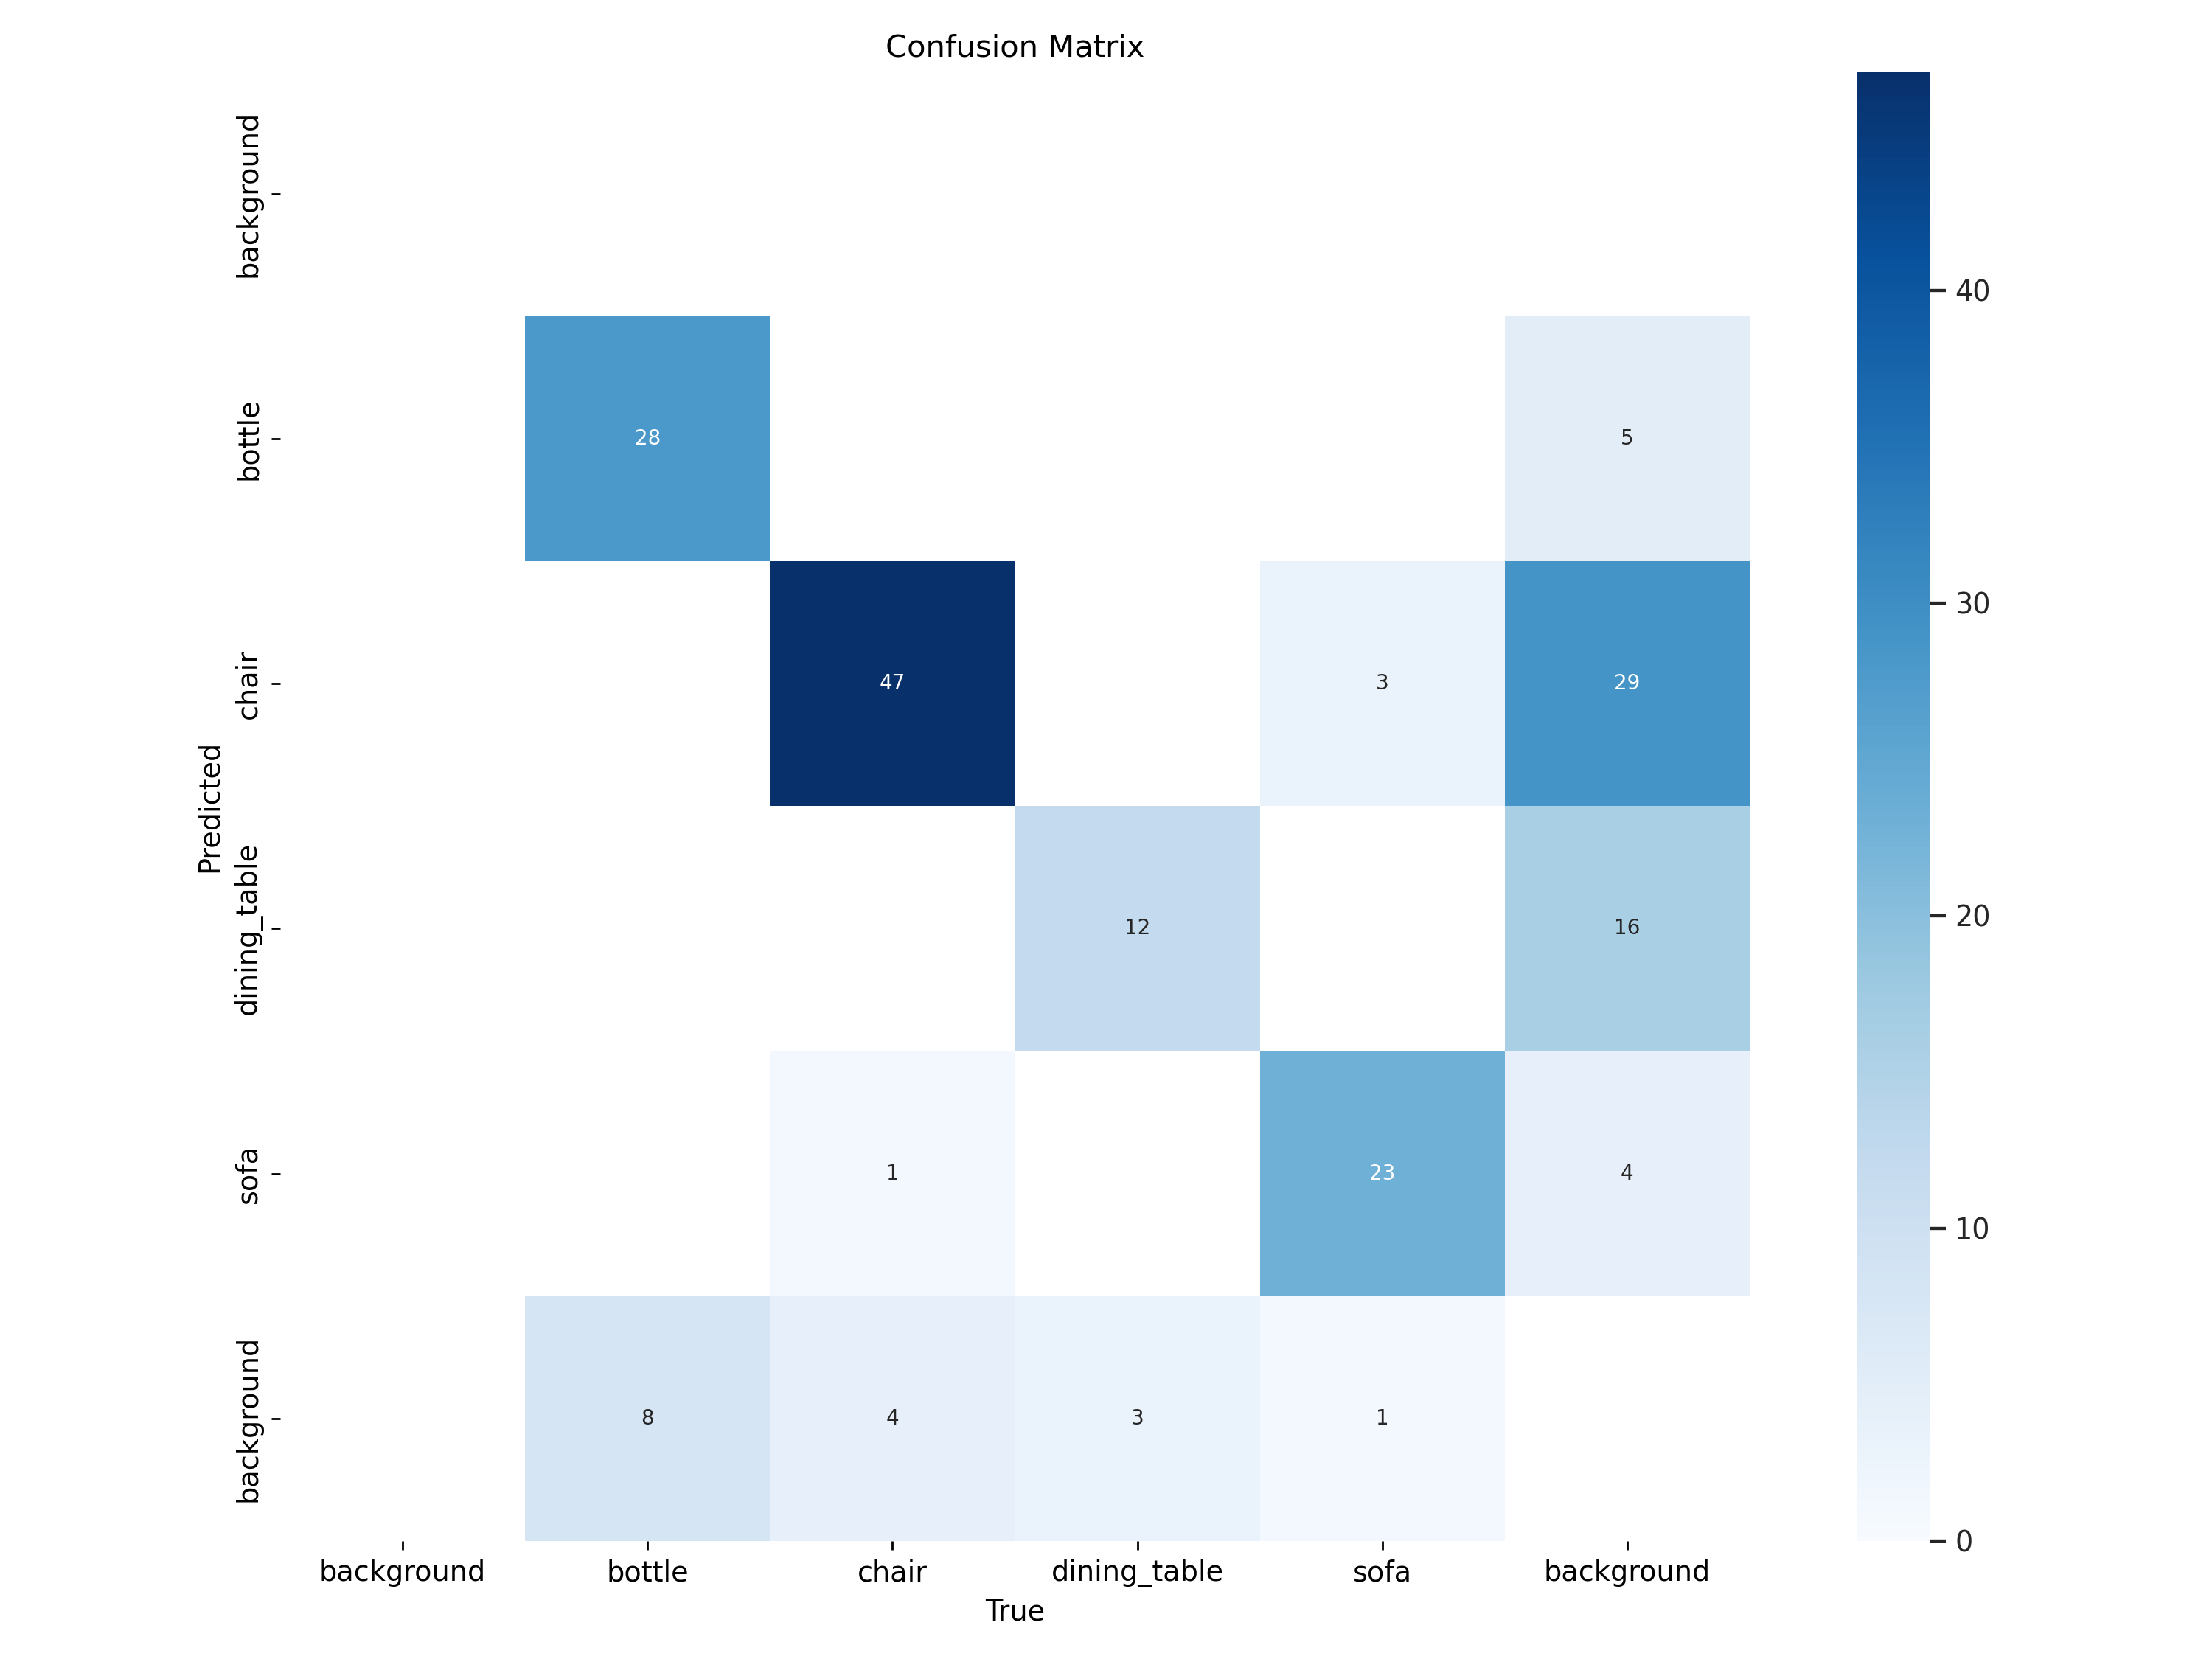 Confusion Matrix
background
bottle
28
5
chair
47
3
29
dining_table
12
16
sofa
1
23
4
background
8
4
3
1
Predicted
background
bottle
chair
dining_table
sofa
background
True
40
30
20
10
0